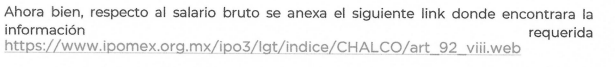 Ahora bien, respecto al salario bruto se anexa el siguiente link donde encontrara la
información requerida
https://www.ipomex.org.mx/ipo3/lgt/indice/CHALCO/art_92_viii.web